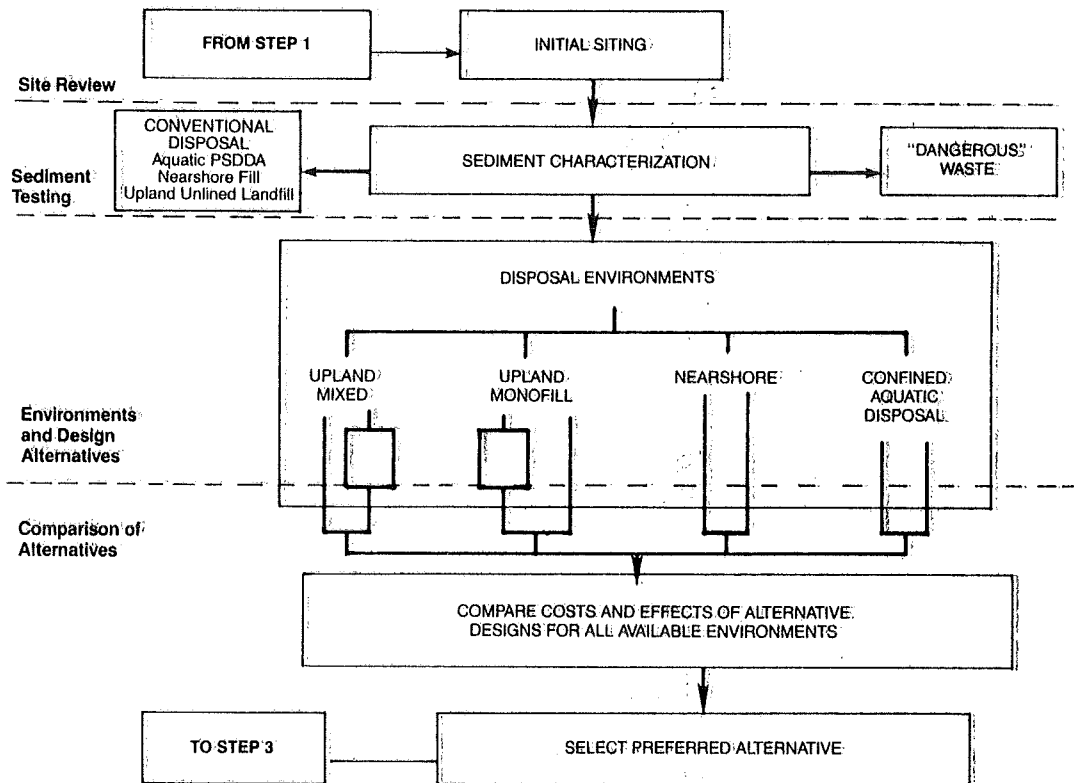 FROM STEP 1
INITIAL SITING
Site Review
CONVENTIONAL
DISPOSAL
Aquatic PSDDA
Nearshore Fill
Upland Unlined Landfill
Sediment
Testing
SEDIMENT CHARACTERIZATION
"DANGEROUS"
WASTE
DISPOSAL ENVIRONMENTS
UPLAND
MIXED
UPLAND
MONOFILL
NEARSHORE
CONFINED
AQUATIC
DISPOSAL
Environments
and Design
Alternatives
Comparison of
Alternatives
COMPARE COSTS AND EFFECTS OF ALTERNATIVE
DESIGNS FOR ALL AVAILABLE ENVIRONMENTS
TO STEP 3
SELECT PREFERRED ALTERNATIVE